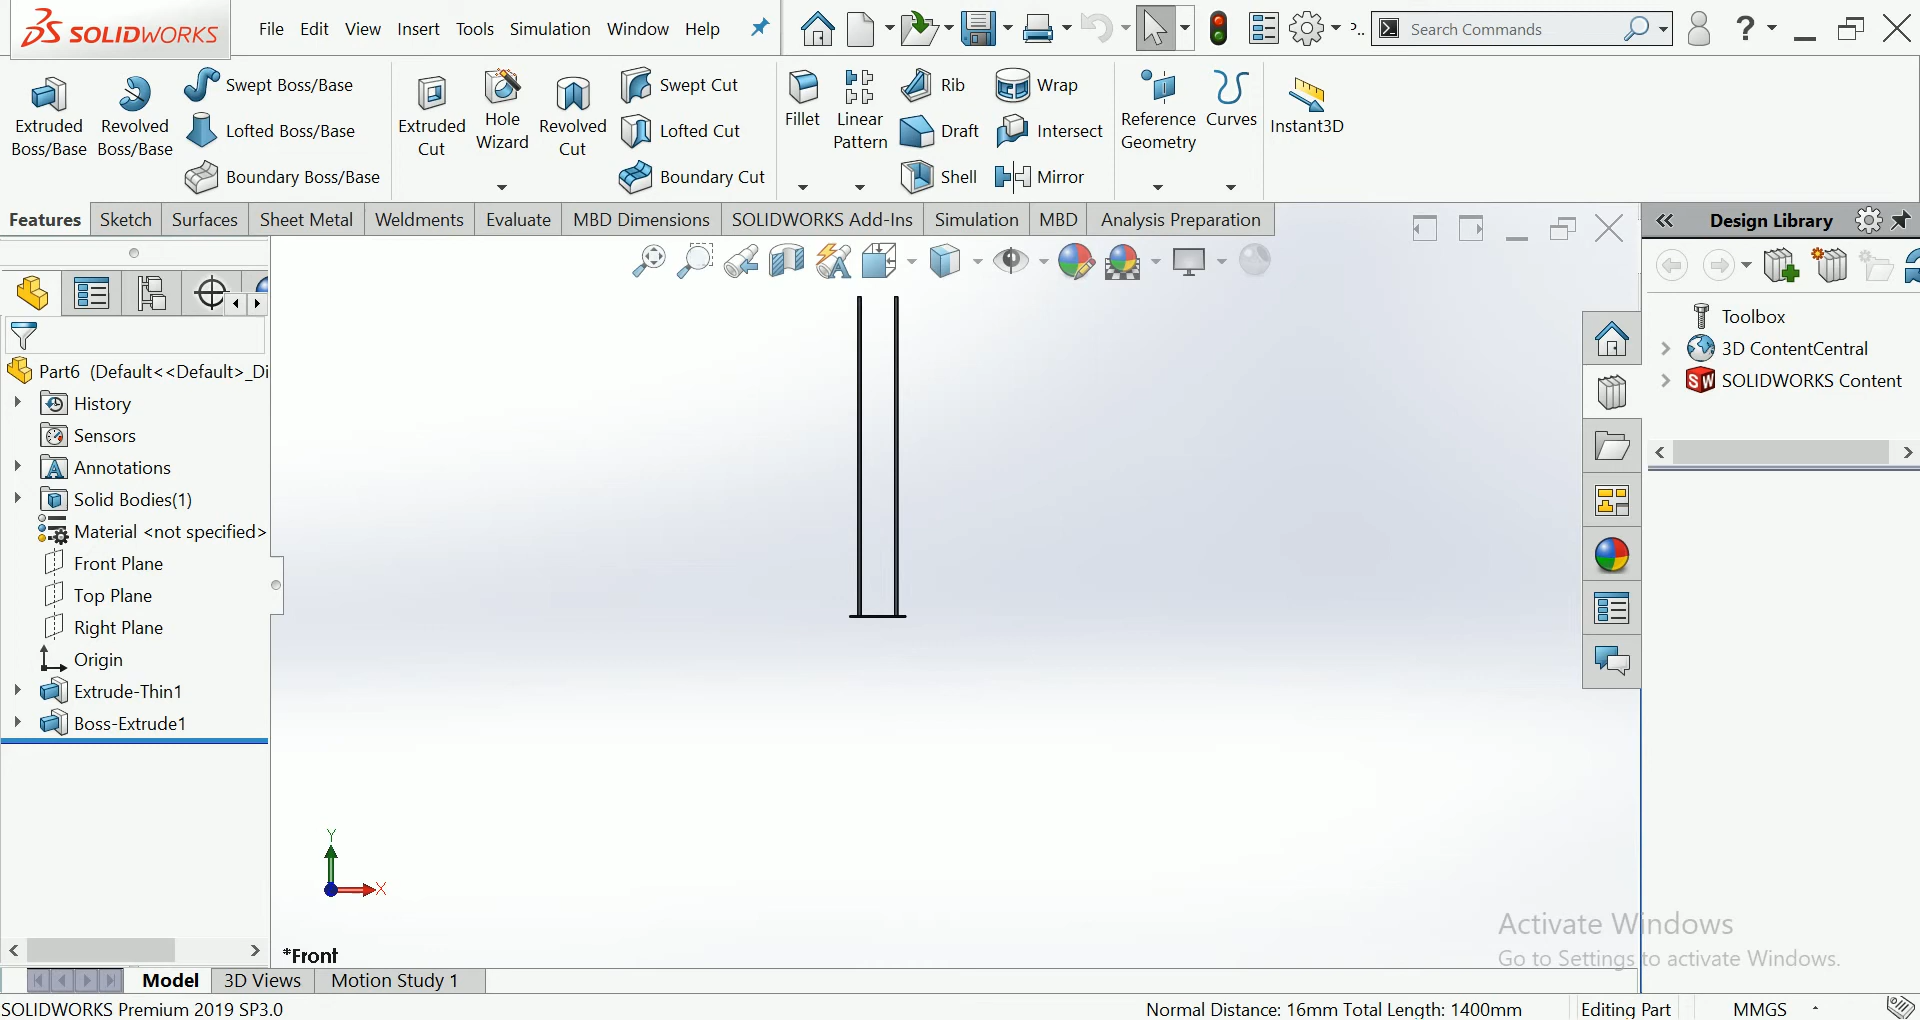 SOLIDWORKS
File Edit View Insert Tools Simulation Window Help
Search Commands
?
Extruded Boss/Base
Revolved Boss/Base
Swept Boss/Base
Lofted Boss/Base
Boundary Boss/Base
Extruded Cut
Hole Wizard
Revolved Cut
Swept Cut
Lofted Cut
Boundary Cut
Fillet
Linear Pattern
Rib
Draft
Shell
Wrap
Intersect
Mirror
Reference Geometry
Curves
Instant3D
Features Sketch Surfaces Sheet Metal Weldments Evaluate MBD Dimensions SOLIDWORKS Add-Ins Simulation MBD Analysis Preparation
Design Library
Toolbox
3D ContentCentral
SOLIDWORKS Content
Part6 (Default<<Default>_Di
History
Sensors
Annotations
Solid Bodies(1)
Material <not specified>
Front Plane
Top Plane
Right Plane
Origin
Extrude-Thin1
Boss-Extrude1
Y
X
*Front
Activate Windows
Go to Settings to activate Windows.
Model 3D Views Motion Study 1
SOLIDWORKS Premium 2019 SP3.0
Normal Distance: 16mm Total Length: 1400mm
Editing Part
MMGS